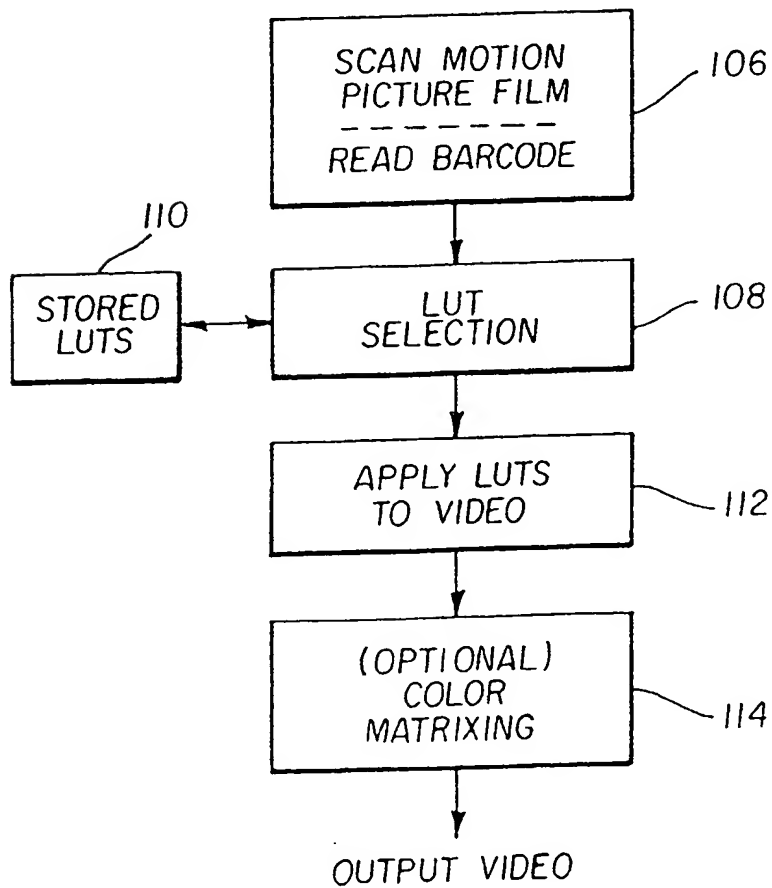 SCAN MOTION
PICTURE FILM
READ BARCODE
106
110
STORED
LUTS
LUT
SELECTION
108
APPLY LUTS
TO VIDEO
112
(OPTIONAL)
COLOR
MATRIXING
114
OUTPUT VIDEO